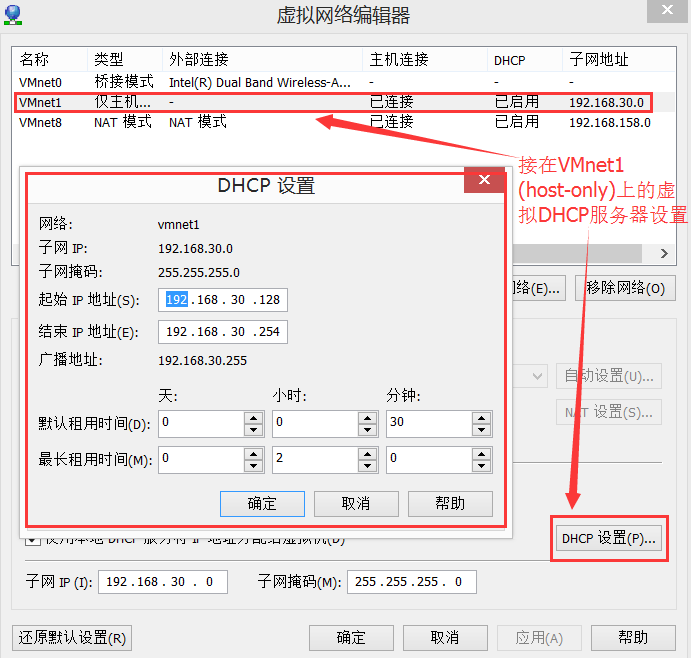 虚拟网络编辑器
名称 类型 外部连接 主机连接 DHCP 子网地址
VMnet0 桥接模式 Intel(R) Dual Band Wireless-A... - - -
VMnet1 仅主机... - 已连接 已启用 192.168.30.0
VMnet8 NAT 模式 NAT 模式 已连接 已启用 192.168.158.0
接在VMnet1
(host-only)上的虚
拟DHCP服务器设置
DHCP 设置
网络: vmnet1
子网 IP: 192.168.30.0
子网掩码: 255.255.255.0
起始 IP 地址(S): 192.168.30.128
结束 IP 地址(E): 192.168.30.254
广播地址: 192.168.30.255
天: 小时: 分钟:
默认租用时间(D): 0 0 30
最长租用时间(M): 0 2 0
确定 取消 帮助
网络(E)... 移除网络(O)
自动设置(U)...
NAT 设置(S)...
使用本地 DHCP 服务将 IP 地址分配给虚拟机(D)
DHCP 设置(P)...
子网 IP (I): 192.168.30.0 子网掩码(M): 255.255.255.0
还原默认设置(R) 确定 取消 应用(A) 帮助